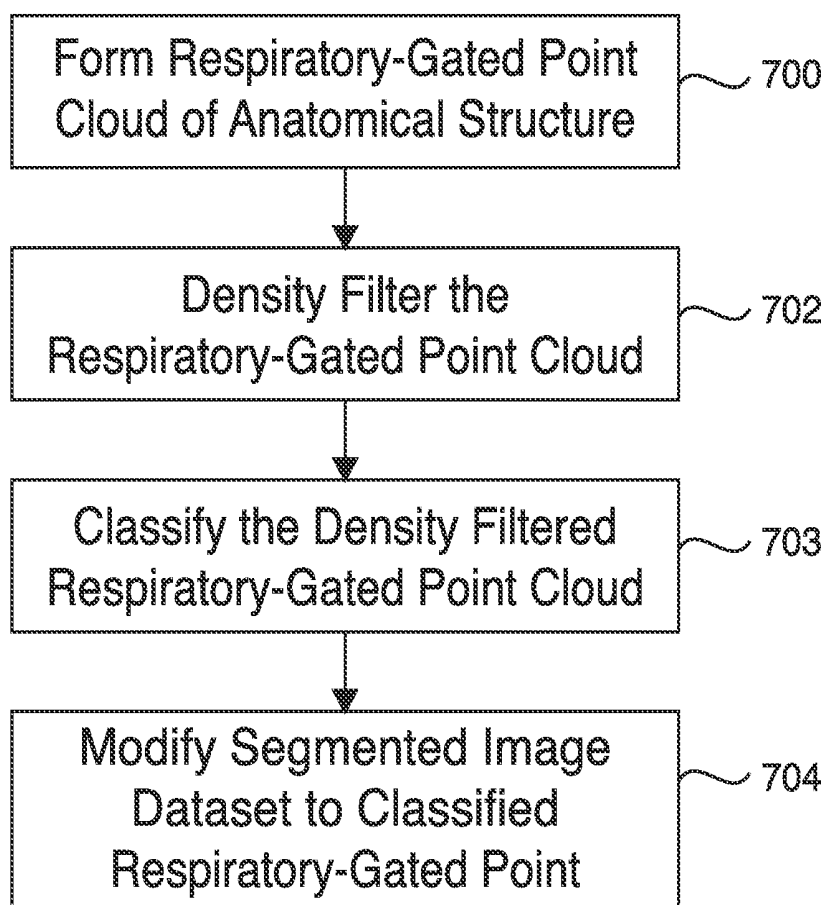 Form Respiratory-Gated Point
Cloud of Anatomical Structure
700
Density Filter the
Respiratory-Gated Point Cloud
702
Classify the Density Filtered
Respiratory-Gated Point Cloud
703
Modify Segmented Image
Dataset to Classified
Respiratory-Gated Point
704